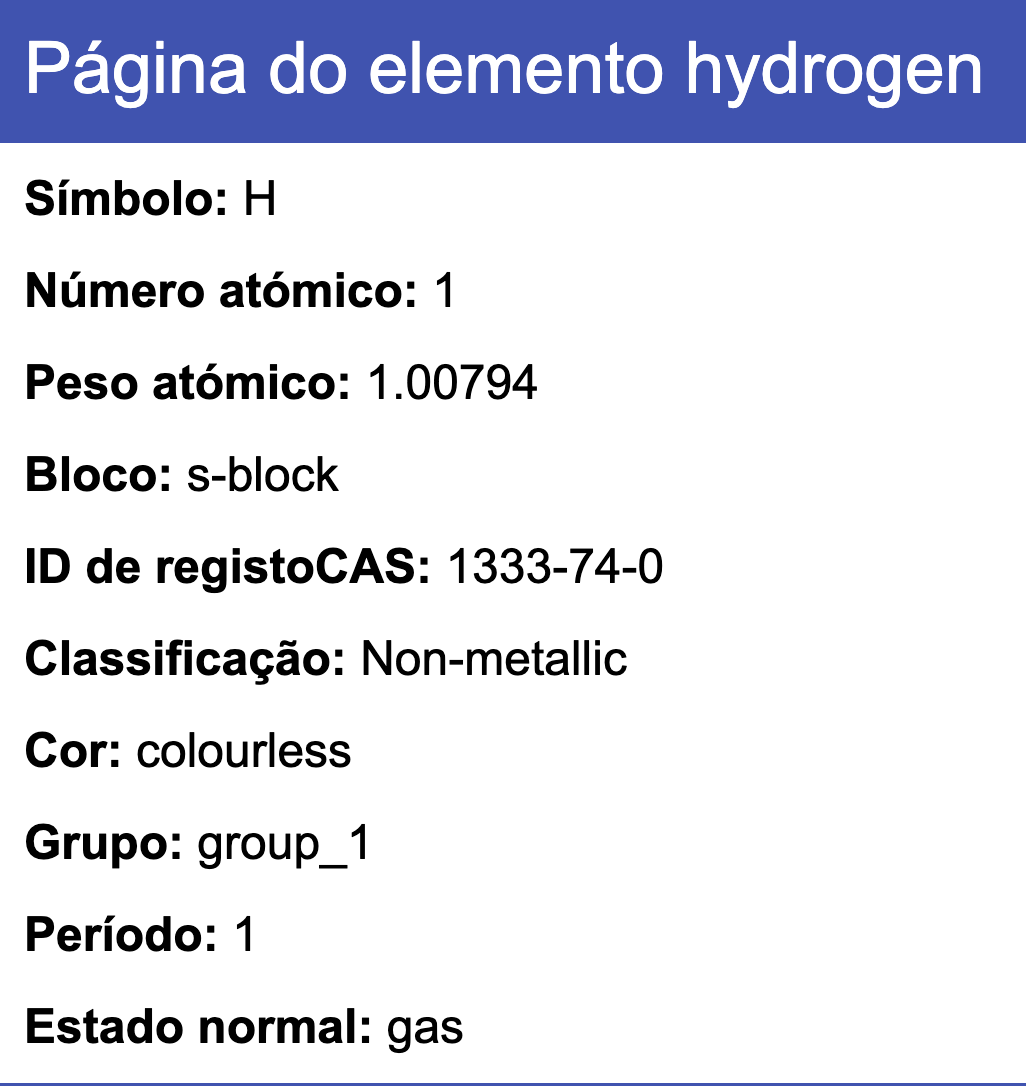 Página do elemento hydrogen
Símbolo: H
Número atómico: 1
Peso atómico: 1.00794
Bloco: s-block
ID de registoCAS: 1333-74-0
Classificação: Non-metallic
Cor: colourless
Grupo: group_1
Período: 1
Estado normal: gas